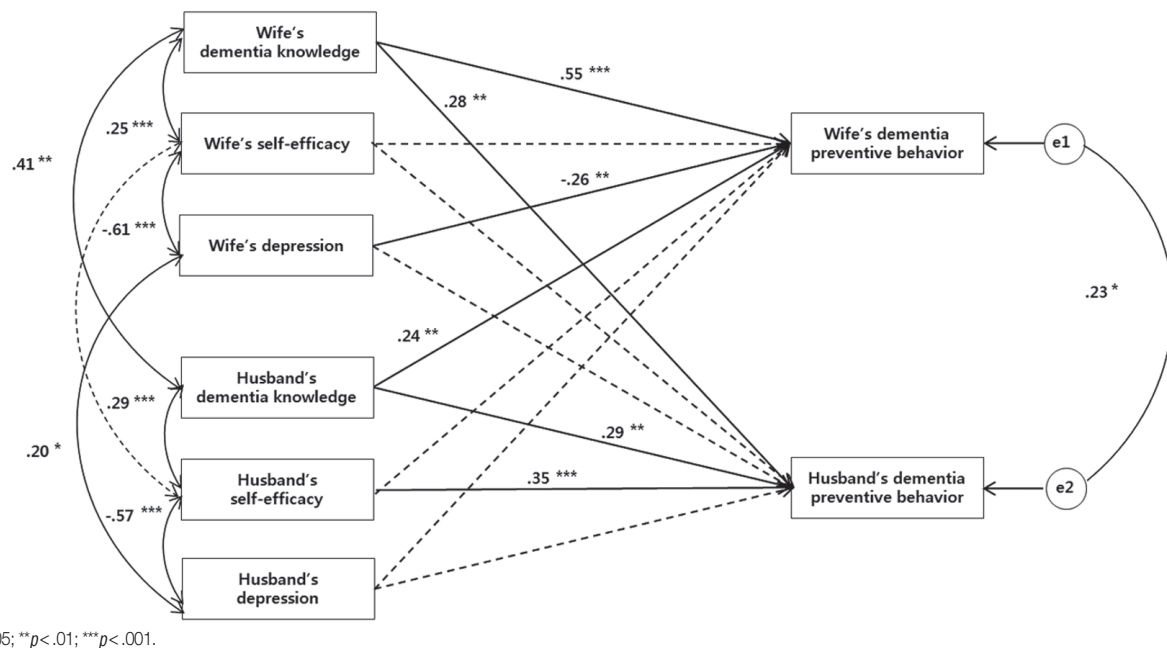 Wife's
dementia knowledge
.55 ***
.28 **
.25 ***
Wife's self-efficacy
Wife's dementia
preventive behavior
e1
.41 **
-.26 **
-.61 ***
Wife's depression
.23 *
.24 **
Husband's
dementia knowledge
.29 ***
.29 **
.20 *
Husband's
self-efficacy
.35 ***
Husband's dementia
preventive behavior
e2
-.57 ***
Husband's
depression
05; **p<.01; ***p<.001.